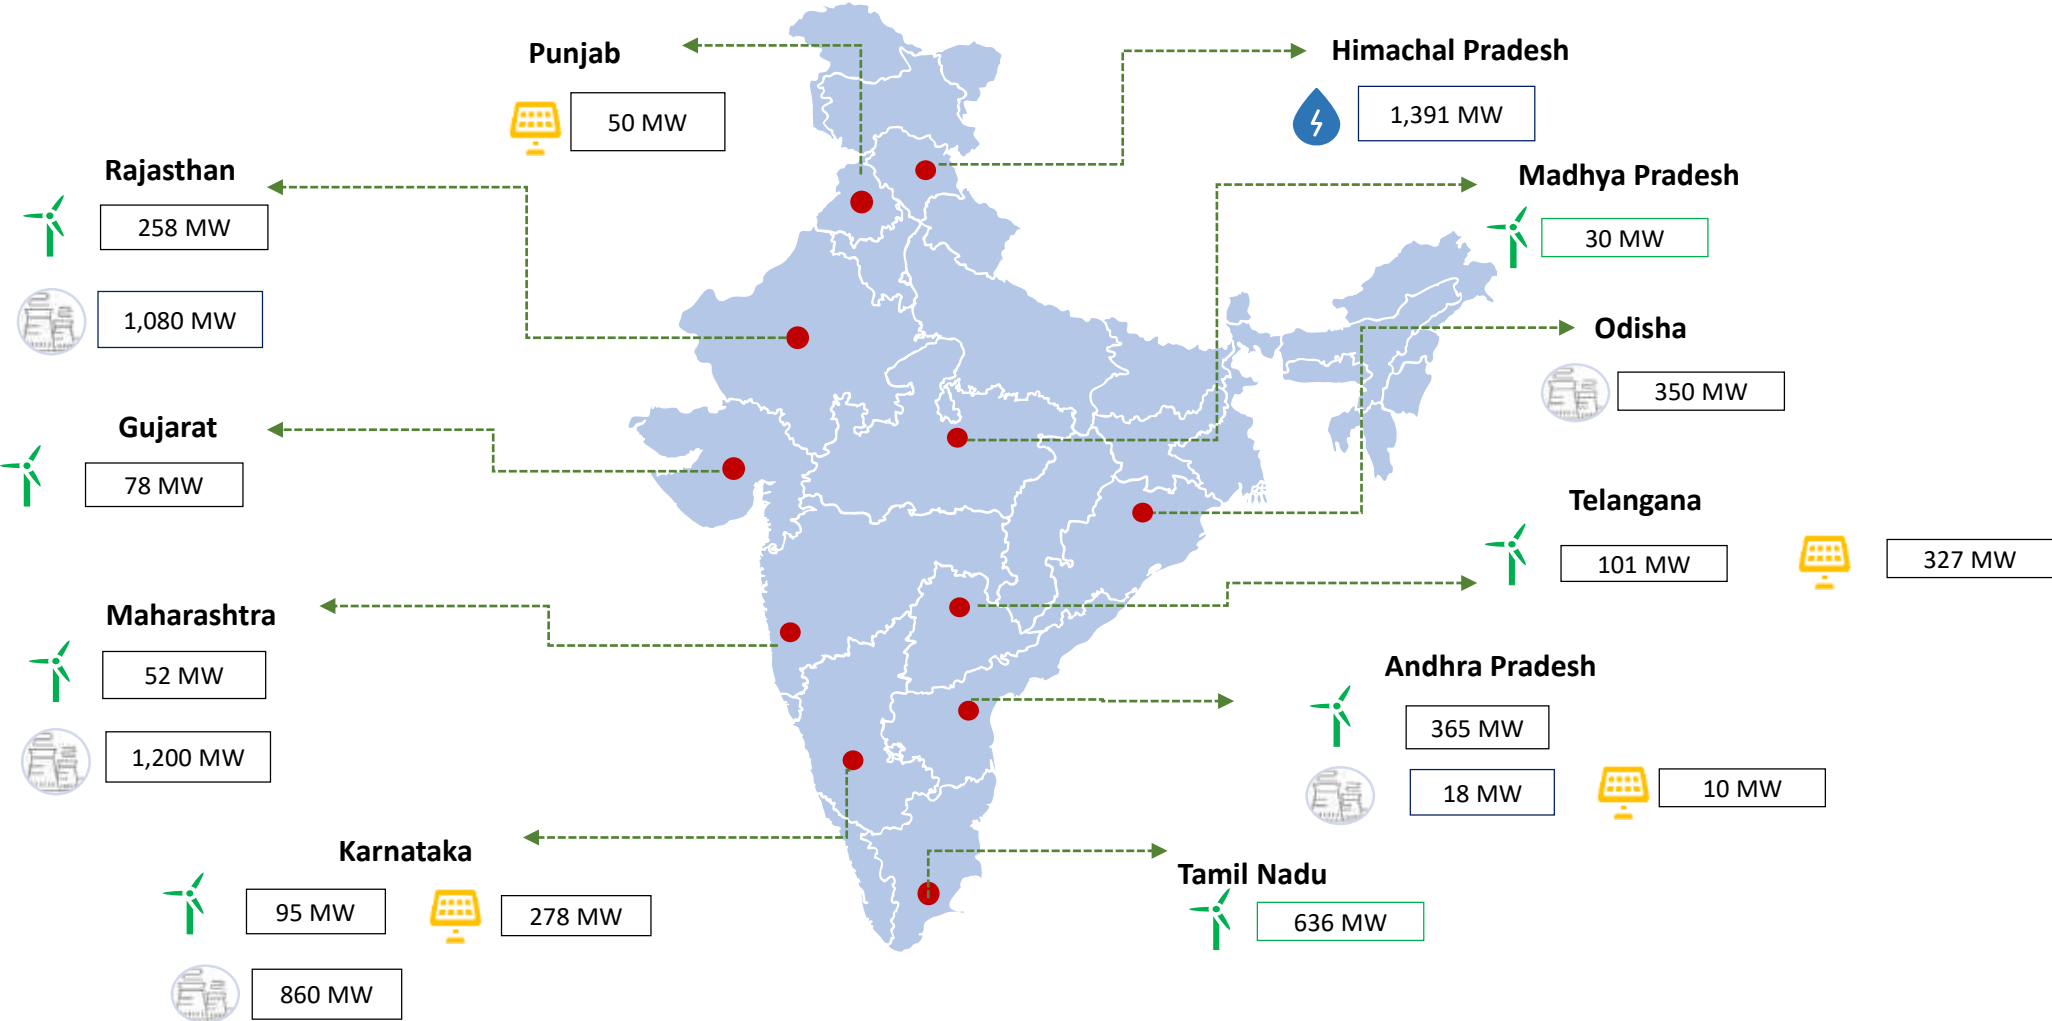 Punjab
50 MW
Himachal Pradesh
1,391 MW
Rajasthan
258 MW
1,080 MW
Madhya Pradesh
30 MW
Odisha
350 MW
Gujarat
78 MW
Telangana
101 MW
327 MW
Maharashtra
52 MW
1,200 MW
Andhra Pradesh
365 MW
18 MW
10 MW
Karnataka
95 MW
278 MW
860 MW
Tamil Nadu
636 MW